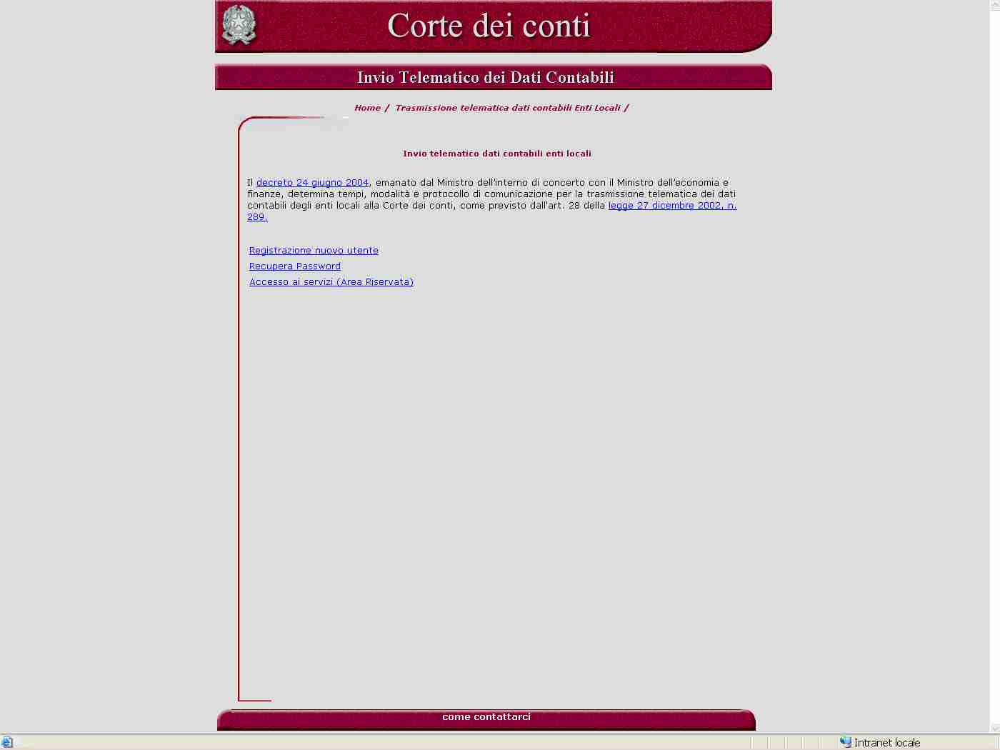 Corte dei conti
Invio Telematico dei Dati Contabili
Home / Trasmissione telematica dati contabili Enti Locali /
Invio telematico dati contabili enti locali
Il decreto 24 giugno 2004, emanato dal Ministro dell'interno di concerto con il Ministro dell'economia e
finanze, determina tempi, modalità e protocollo di comunicazione per la trasmissione telematica dei dati
contabili degli enti locali alla Corte dei conti, come previsto dall'art. 28 della legge 27 dicembre 2002, n.
289.
Registrazione nuovo utente
Recupera Password
Accesso ai servizi (Area Riservata)
come contattarci
Intranet locale